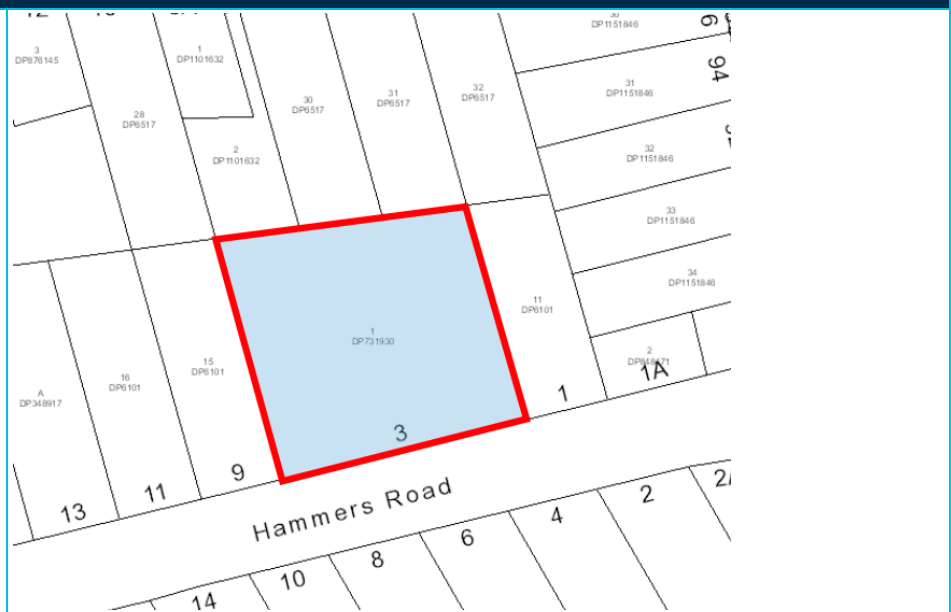 30
DP1151846
3
DP876145
1
DP1101632
28
DP6517
2
DP1101632
30
DP6517
31
DP6517
32
DP6517
31
DP1151846
94
32
DP1151846
33
DP1151846
34
DP1151846
11
DP6101
2
1A
1
DP731930
15
DP6101
16
DP6101
A
DP348917
1
3
9
11
13
Hammers Road
2
4
6
8
10
14